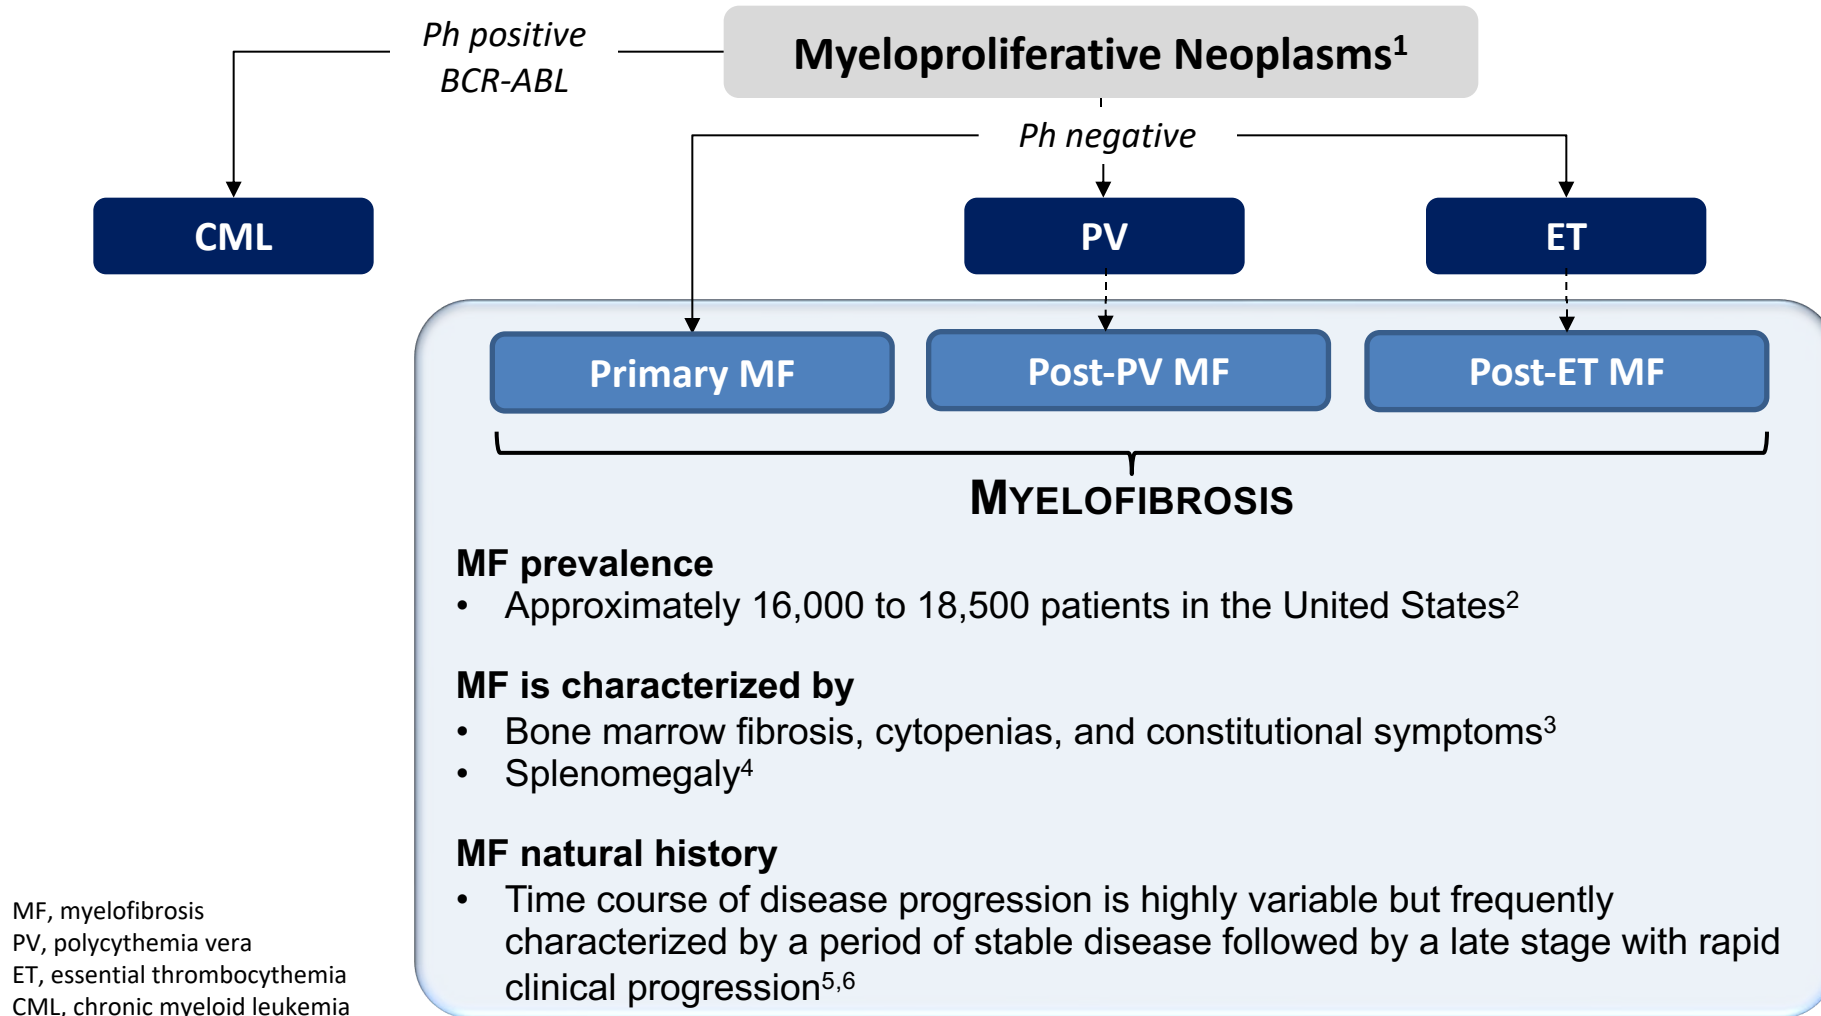 Myeloproliferative Neoplasms¹
Ph positive
BCR-ABL
Ph negative
CML
PV
ET
Primary MF
Post-PV MF
Post-ET MF
MYELOFIBROSIS
MF prevalence
• Approximately 16,000 to 18,500 patients in the United States²
MF is characterized by
• Bone marrow fibrosis, cytopenias, and constitutional symptoms³
• Splenomegaly⁴
MF natural history
• Time course of disease progression is highly variable but frequently
characterized by a period of stable disease followed by a late stage with rapid
clinical progression⁵,⁶
MF, myelofibrosis
PV, polycythemia vera
ET, essential thrombocythemia
CML, chronic myeloid leukemia